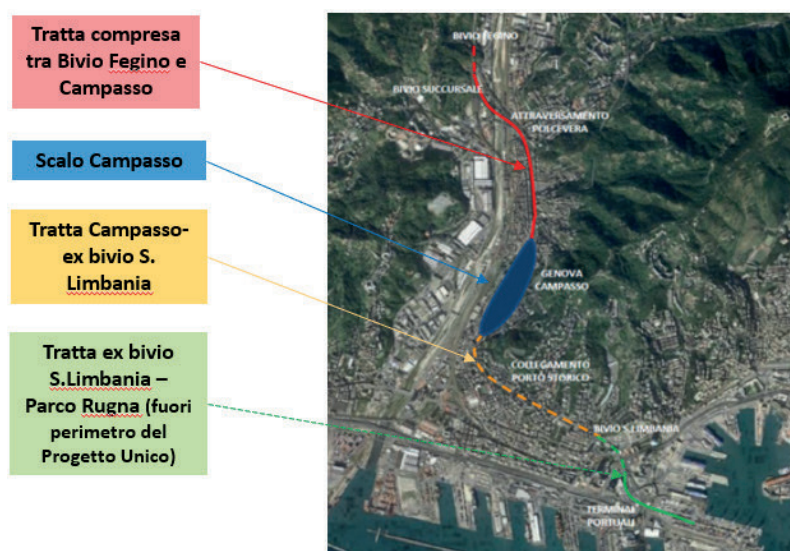 Tratta compresa
tra Bivio Fegino e
Campasso
Scalo Campasso
Tratta Campasso-
ex bivio S.
Limbania
Tratta ex bivio
S.Limbania –
Parco Rugna (fuori
perimetro del
Progetto Unico)
BIVIO FEGINO
BIVIO SUCCURSALE
ATTRAVERSAMENTO
POLCEVERA
GENOVA
CAMPASSO
COLLEGAMENTO
PORTO STORICO
BIVIO S.LIMBANIA
TERMINAL
PORTUALI